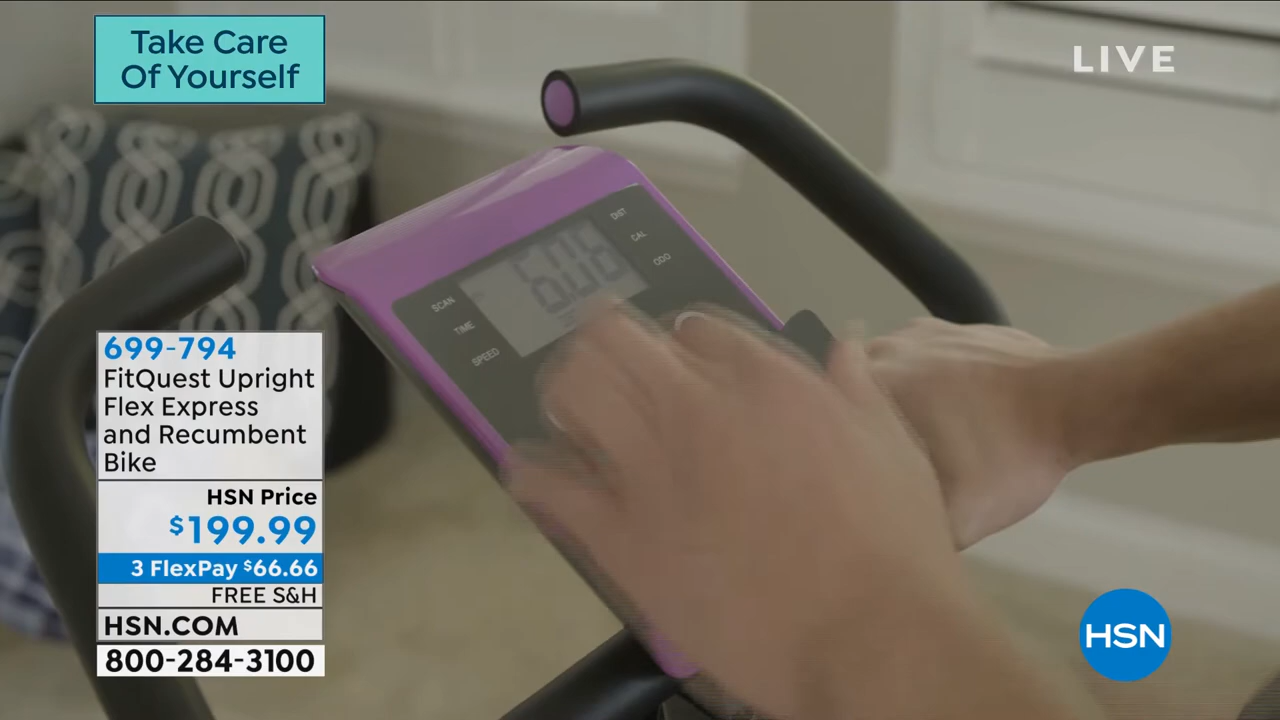 Take Care
Of Yourself
LIVE
DIST
CAL
ODO
SCAN
TIME
SPEED
699-794
FitQuest Upright
Flex Express
and Recumbent
Bike
HSN Price
$199.99
3 FlexPay $66.66
FREE S&H
HSN.COM
800-284-3100
HSN